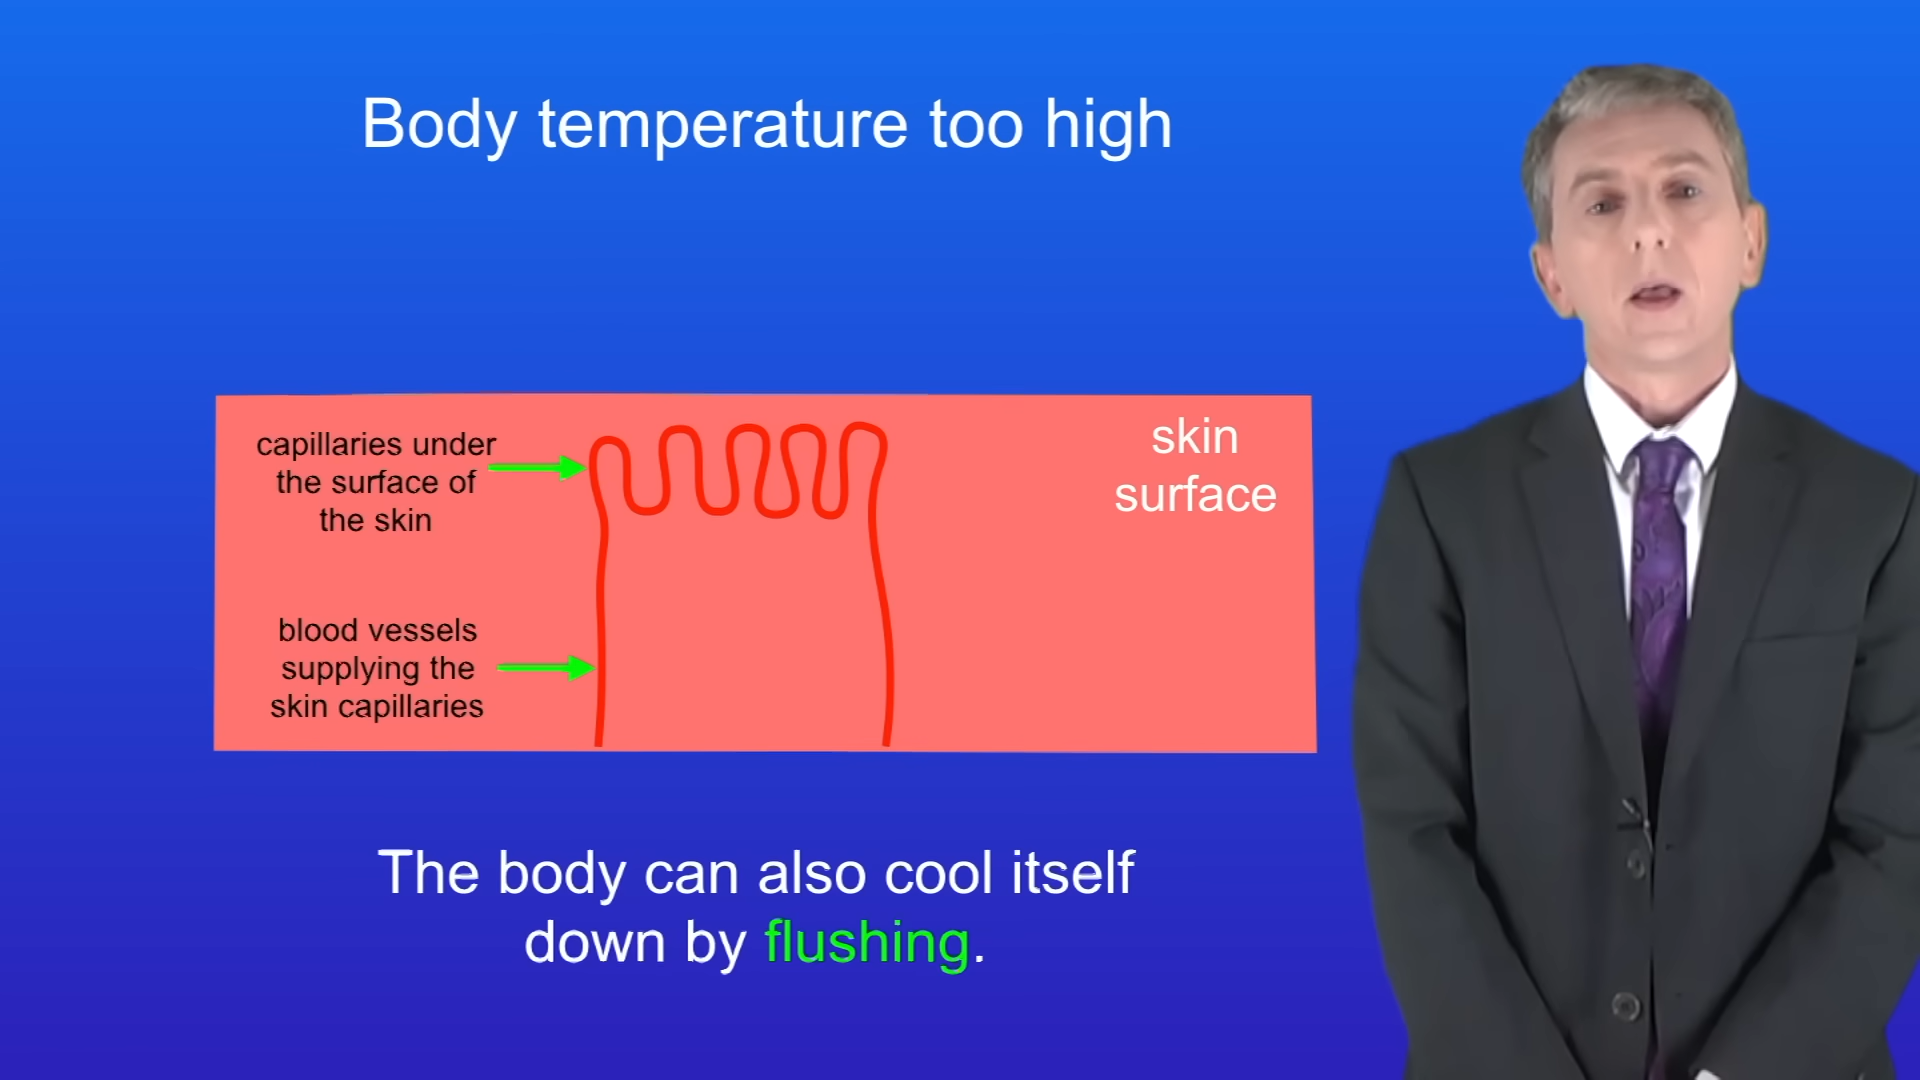 Body temperature too high
capillaries under
the surface of
the skin
skin
surface
blood vessels
supplying the
skin capillaries
The body can also cool itself
down by flushing.